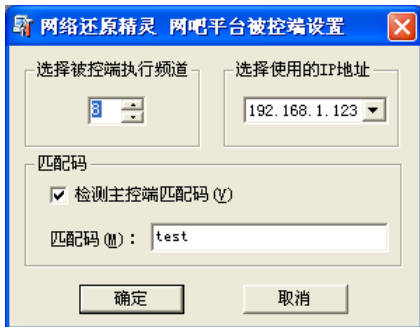 网络还原精灵 网吧平台被控端设置
选择被控端执行频道
选择使用的IP地址
8
192.168.1.123
匹配码
检测主控端匹配码(V)
匹配码(M)：
test
确定
取消